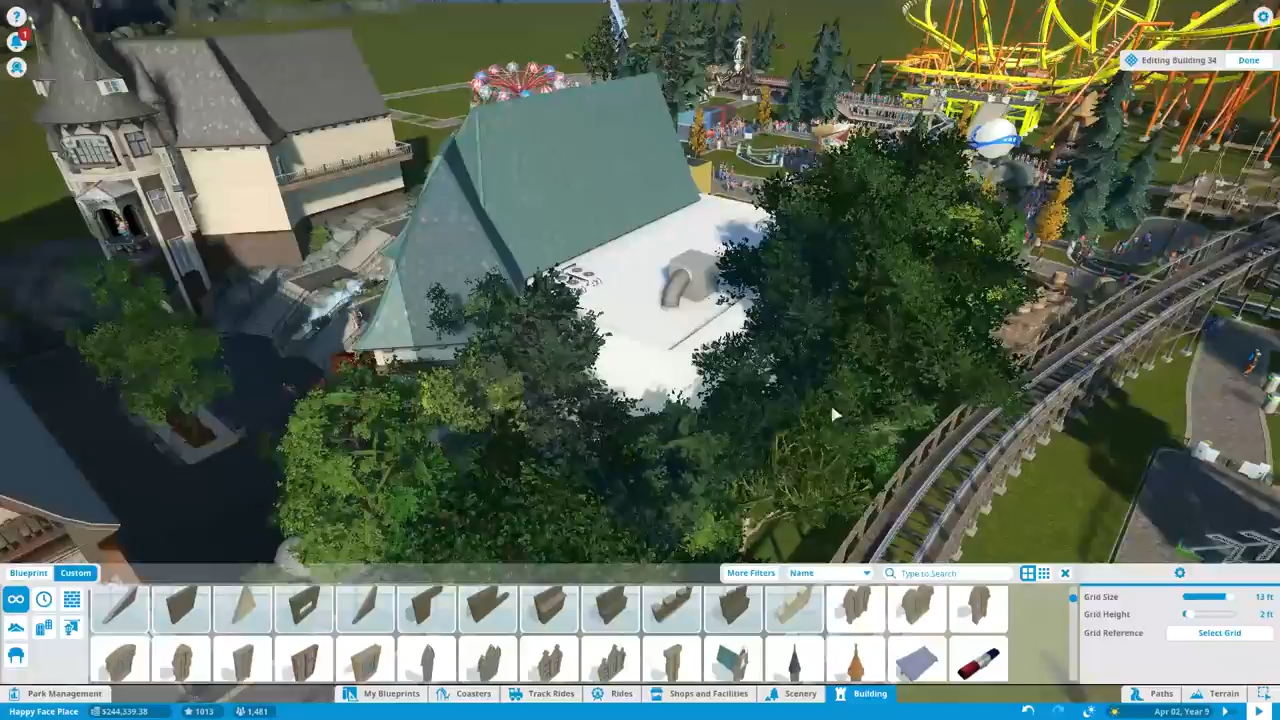 ?
1
Editing Building 34 Done
Blueprint Custom More Filters Name Type to Search
Grid Size 13 ft
Grid Height 2 ft
Grid Reference Select Grid
Park Management My Blueprints Coasters Track Rides Rides Shops and Facilities Scenery Building Paths Terrain
Happy Face Place $244,339.38 1013 1,481 Apr 02, Year 9